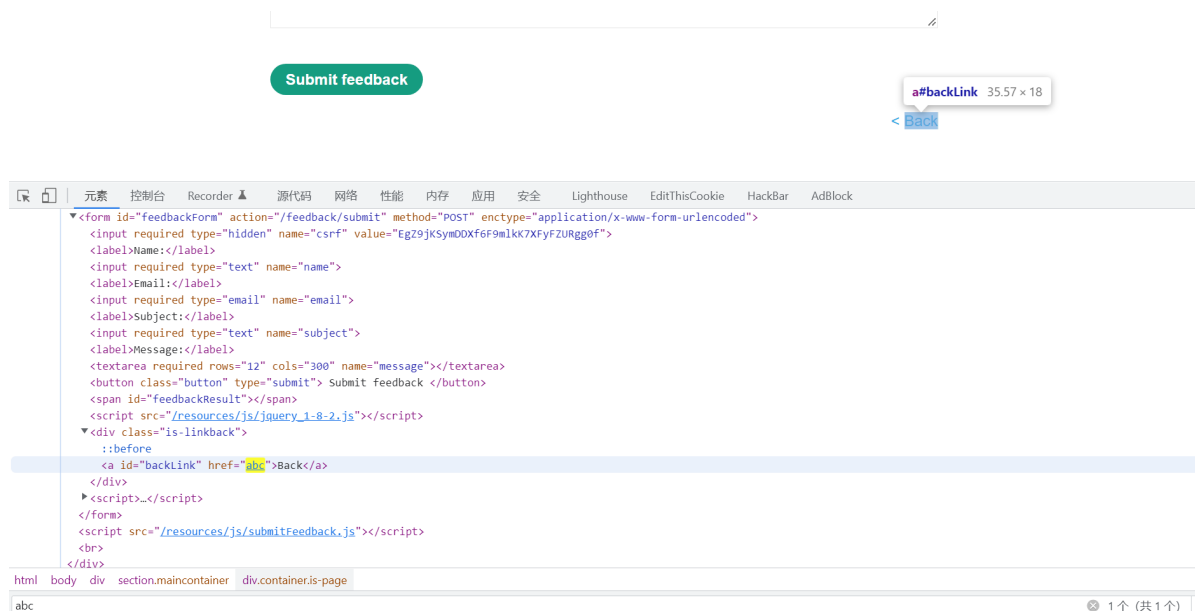 Submit feedback
a#backLink 35.57 × 18
< Back
元素 控制台 Recorder 源代码 网络 性能 内存 应用 安全 Lighthouse EditThisCookie HackBar AdBlock
▼<form id="feedbackForm" action="/feedback/submit" method="POST" enctype="application/x-www-form-urlencoded">
<input required type="hidden" name="csrf" value="EgZ9jKSymDDXf6F9mlkK7XFyFZURgg0f">
<label>Name:</label>
<input required type="text" name="name">
<label>Email:</label>
<input required type="email" name="email">
<label>Subject:</label>
<input required type="text" name="subject">
<label>Message:</label>
<textarea required rows="12" cols="300" name="message"></textarea>
<button class="button" type="submit"> Submit feedback </button>
<span id="feedbackResult"></span>
<script src="/resources/js/jquery_1-8-2.js"></script>
▼<div class="is-linkback">
::before
<a id="backLink" href="abc">Back</a>
</div>
▶<script>…</script>
</form>
<script src="/resources/js/submitFeedback.js"></script>
<br>
</div>
html body div section.maincontainer div.container.is-page
abc 1个 (共1个)